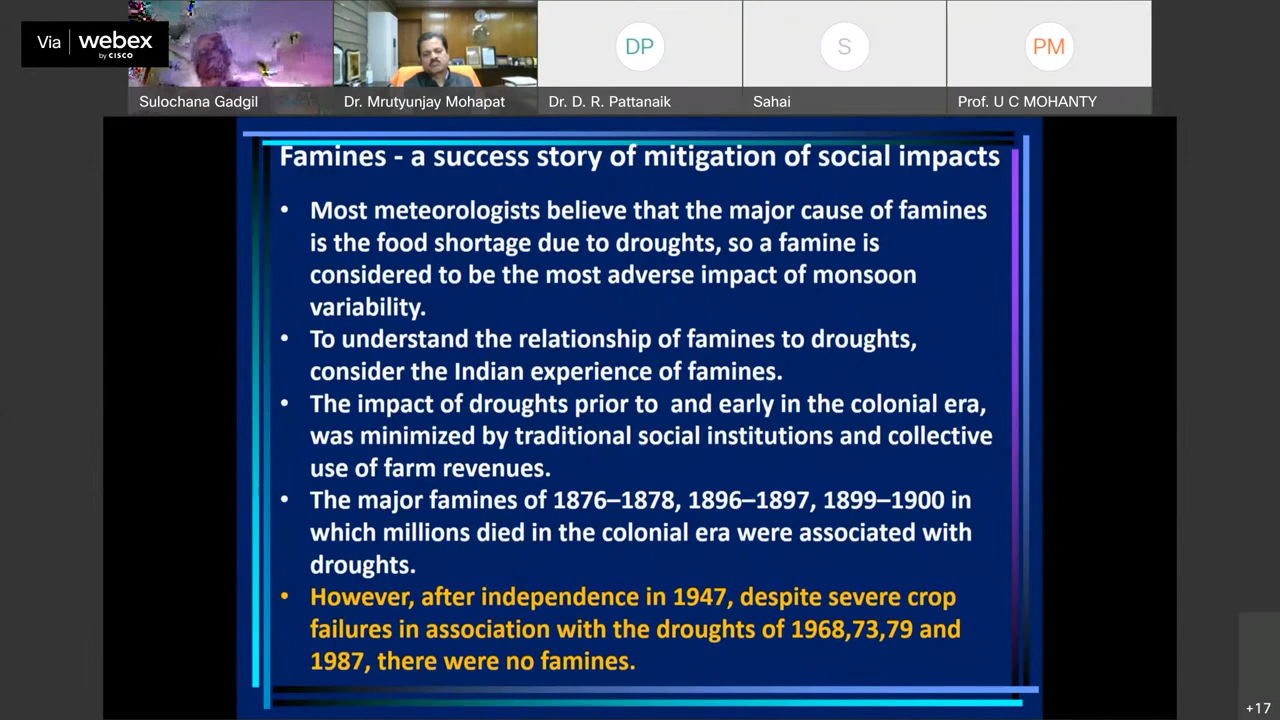 Via webex
by CISCO
DP
S
PM
Sulochana Gadgil
Dr. Mrutyunjay Mohapat
Dr. D. R. Pattanaik
Sahai
Prof. U C MOHANTY
Famines - a success story of mitigation of social impacts
• Most meteorologists believe that the major cause of famines
is the food shortage due to droughts, so a famine is
considered to be the most adverse impact of monsoon
variability.
• To understand the relationship of famines to droughts,
consider the Indian experience of famines.
• The impact of droughts prior to and early in the colonial era,
was minimized by traditional social institutions and collective
use of farm revenues.
• The major famines of 1876–1878, 1896–1897, 1899–1900 in
which millions died in the colonial era were associated with
droughts.
• However, after independence in 1947, despite severe crop
failures in association with the droughts of 1968,73,79 and
1987, there were no famines.
+17